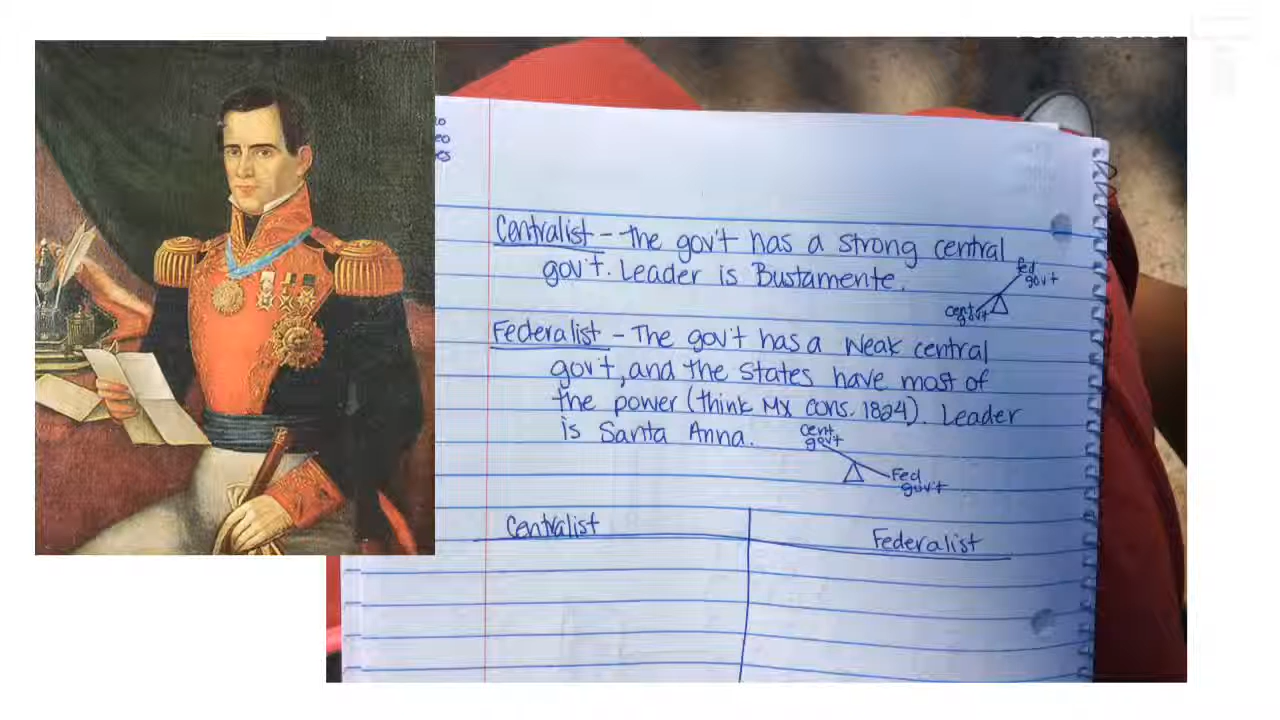 eo
es
Centralist - The gov't has a strong central
gov't. Leader is Bustamente.
fed
gov't
cent
gov't
Federalist - The gov't has a weak central
gov't, and the states have most of
the power (think MX cons. 1824). Leader
is Santa Anna.
cent
gov't
Fed
gov't
Centralist
Federalist